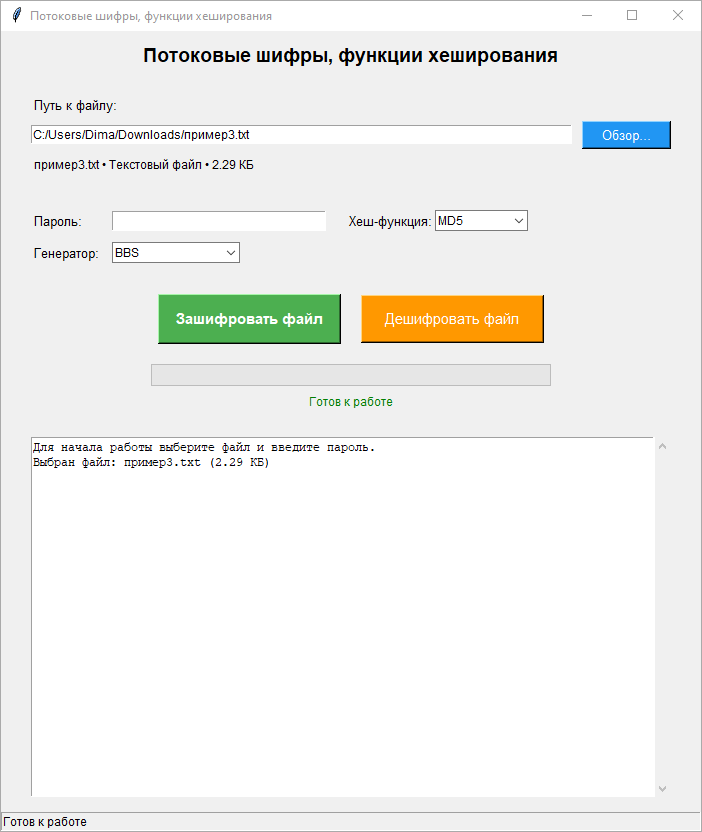 Потоковые шифры, функции хеширования
Потоковые шифры, функции хеширования
Путь к файлу:
C:/Users/Dima/Downloads/пример3.txt
Обзор...
пример3.txt • Текстовый файл • 2.29 КБ
Пароль:
Хеш-функция: MD5
Генератор: BBS
Зашифровать файл
Дешифровать файл
Готов к работе
Для начала работы выберите файл и введите пароль.
Выбран файл: пример3.txt (2.29 КБ)
Готов к работе